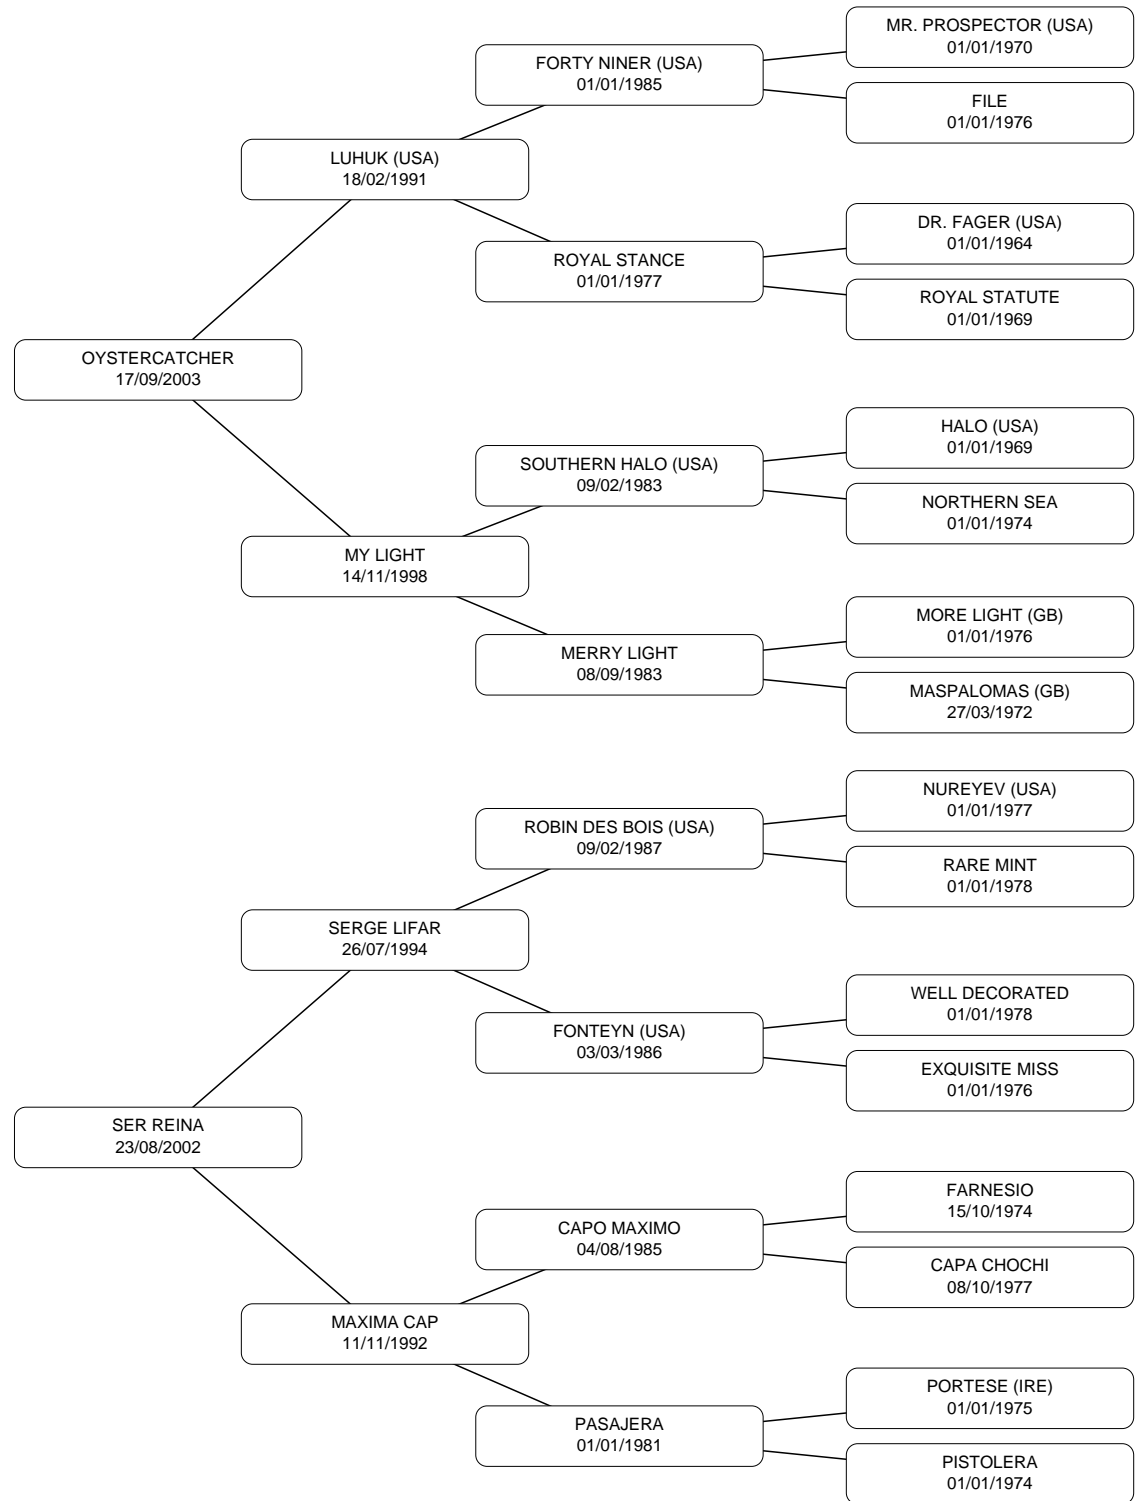 MR. PROSPECTOR (USA)
01/01/1970
FORTY NINER (USA)
01/01/1985
FILE
01/01/1976
LUHUK (USA)
18/02/1991
DR. FAGER (USA)
01/01/1964
ROYAL STANCE
01/01/1977
ROYAL STATUTE
01/01/1969
OYSTERCATCHER
17/09/2003
HALO (USA)
01/01/1969
SOUTHERN HALO (USA)
09/02/1983
NORTHERN SEA
01/01/1974
MY LIGHT
14/11/1998
MORE LIGHT (GB)
01/01/1976
MERRY LIGHT
08/09/1983
MASPALOMAS (GB)
27/03/1972
NUREYEV (USA)
01/01/1977
ROBIN DES BOIS (USA)
09/02/1987
RARE MINT
01/01/1978
SERGE LIFAR
26/07/1994
WELL DECORATED
01/01/1978
FONTEYN (USA)
03/03/1986
EXQUISITE MISS
01/01/1976
SER REINA
23/08/2002
FARNESIO
15/10/1974
CAPO MAXIMO
04/08/1985
CAPA CHOCHI
08/10/1977
MAXIMA CAP
11/11/1992
PORTESE (IRE)
01/01/1975
PASAJERA
01/01/1981
PISTOLERA
01/01/1974